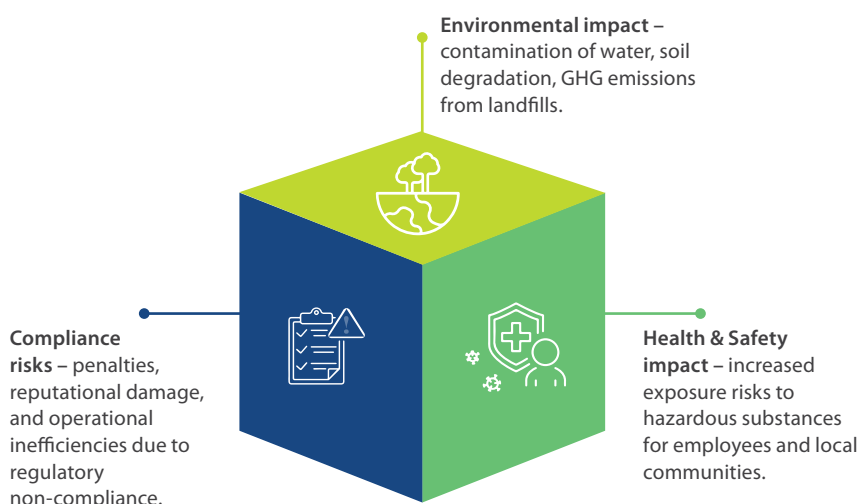 Environmental impact –
contamination of water, soil
degradation, GHG emissions
from landfills.
Compliance
risks – penalties,
reputational damage,
and operational
inefficiencies due to
regulatory
non-compliance.
Health & Safety
impact – increased
exposure risks to
hazardous substances
for employees and local
communities.